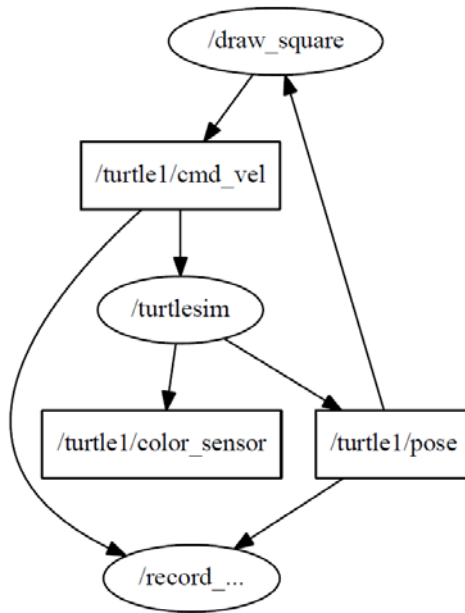 /draw_square
/turtle1/cmd_vel
/turtlesim
/turtle1/color_sensor
/turtle1/pose
/record_...